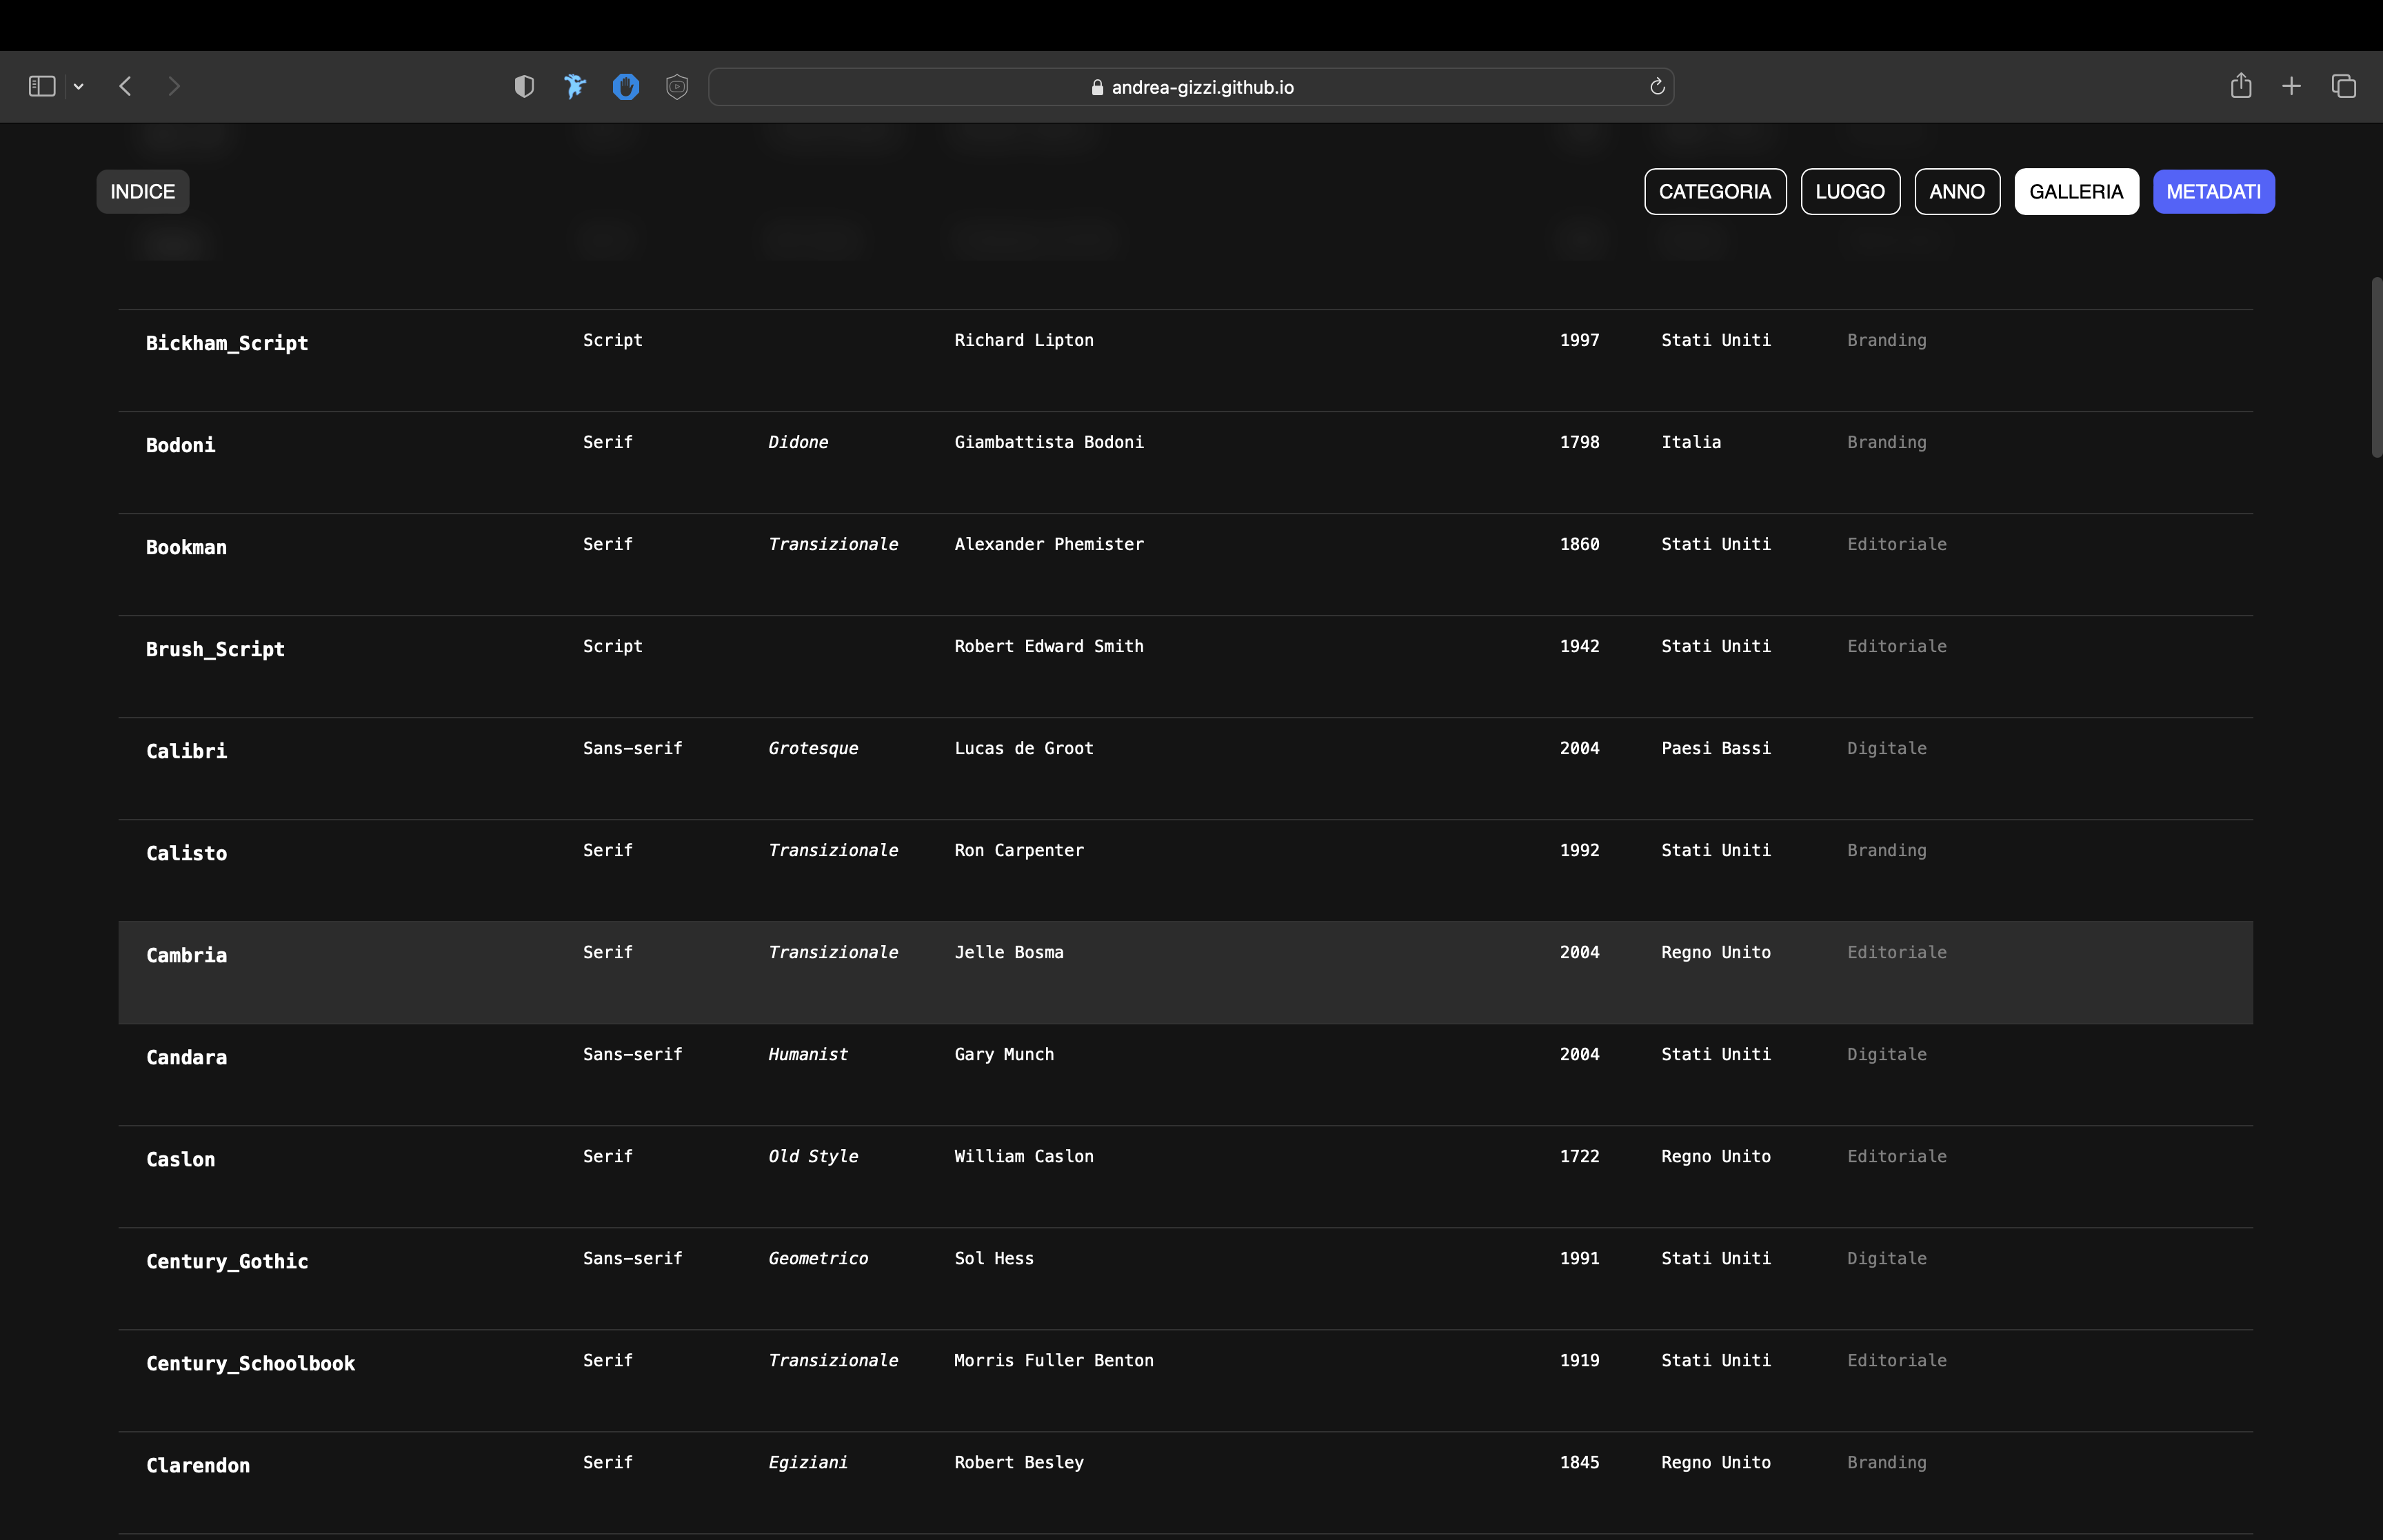 andrea-gizzi.github.io
INDICE CATEGORIA LUOGO ANNO GALLERIA METADATI
Bickham_Script Script Richard Lipton 1997 Stati Uniti Branding
Bodoni Serif Didone Giambattista Bodoni 1798 Italia Branding
Bookman Serif Transizionale Alexander Phemister 1860 Stati Uniti Editoriale
Brush_Script Script Robert Edward Smith 1942 Stati Uniti Editoriale
Calibri Sans-serif Grotesque Lucas de Groot 2004 Paesi Bassi Digitale
Calisto Serif Transizionale Ron Carpenter 1992 Stati Uniti Branding
Cambria Serif Transizionale Jelle Bosma 2004 Regno Unito Editoriale
Candara Sans-serif Humanist Gary Munch 2004 Stati Uniti Digitale
Caslon Serif Old Style William Caslon 1722 Regno Unito Editoriale
Century_Gothic Sans-serif Geometrico Sol Hess 1991 Stati Uniti Digitale
Century_Schoolbook Serif Transizionale Morris Fuller Benton 1919 Stati Uniti Editoriale
Clarendon Serif Egiziani Robert Besley 1845 Regno Unito Branding